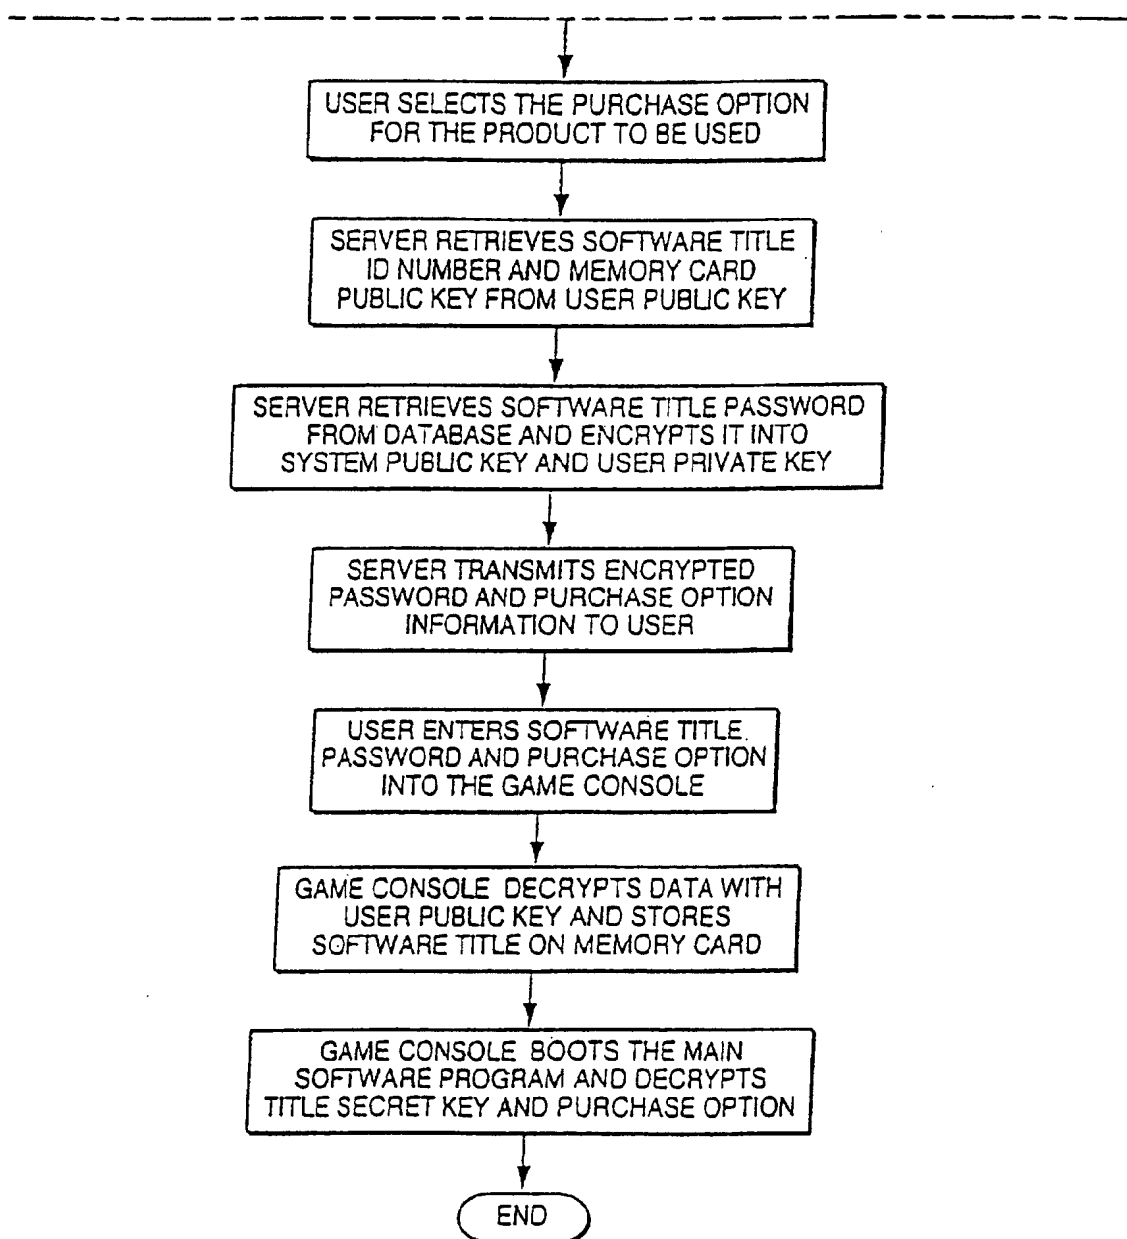 USER SELECTS THE PURCHASE OPTION
FOR THE PRODUCT TO BE USED
SERVER RETRIEVES SOFTWARE TITLE
ID NUMBER AND MEMORY CARD
PUBLIC KEY FROM USER PUBLIC KEY
SERVER RETRIEVES SOFTWARE TITLE PASSWORD
FROM DATABASE AND ENCRYPTS IT INTO
SYSTEM PUBLIC KEY AND USER PRIVATE KEY
SERVER TRANSMITS ENCRYPTED
PASSWORD AND PURCHASE OPTION
INFORMATION TO USER
USER ENTERS SOFTWARE TITLE
PASSWORD AND PURCHASE OPTION
INTO THE GAME CONSOLE
GAME CONSOLE DECRYPTS DATA WITH
USER PUBLIC KEY AND STORES
SOFTWARE TITLE ON MEMORY CARD
GAME CONSOLE BOOTS THE MAIN
SOFTWARE PROGRAM AND DECRYPTS
TITLE SECRET KEY AND PURCHASE OPTION
END